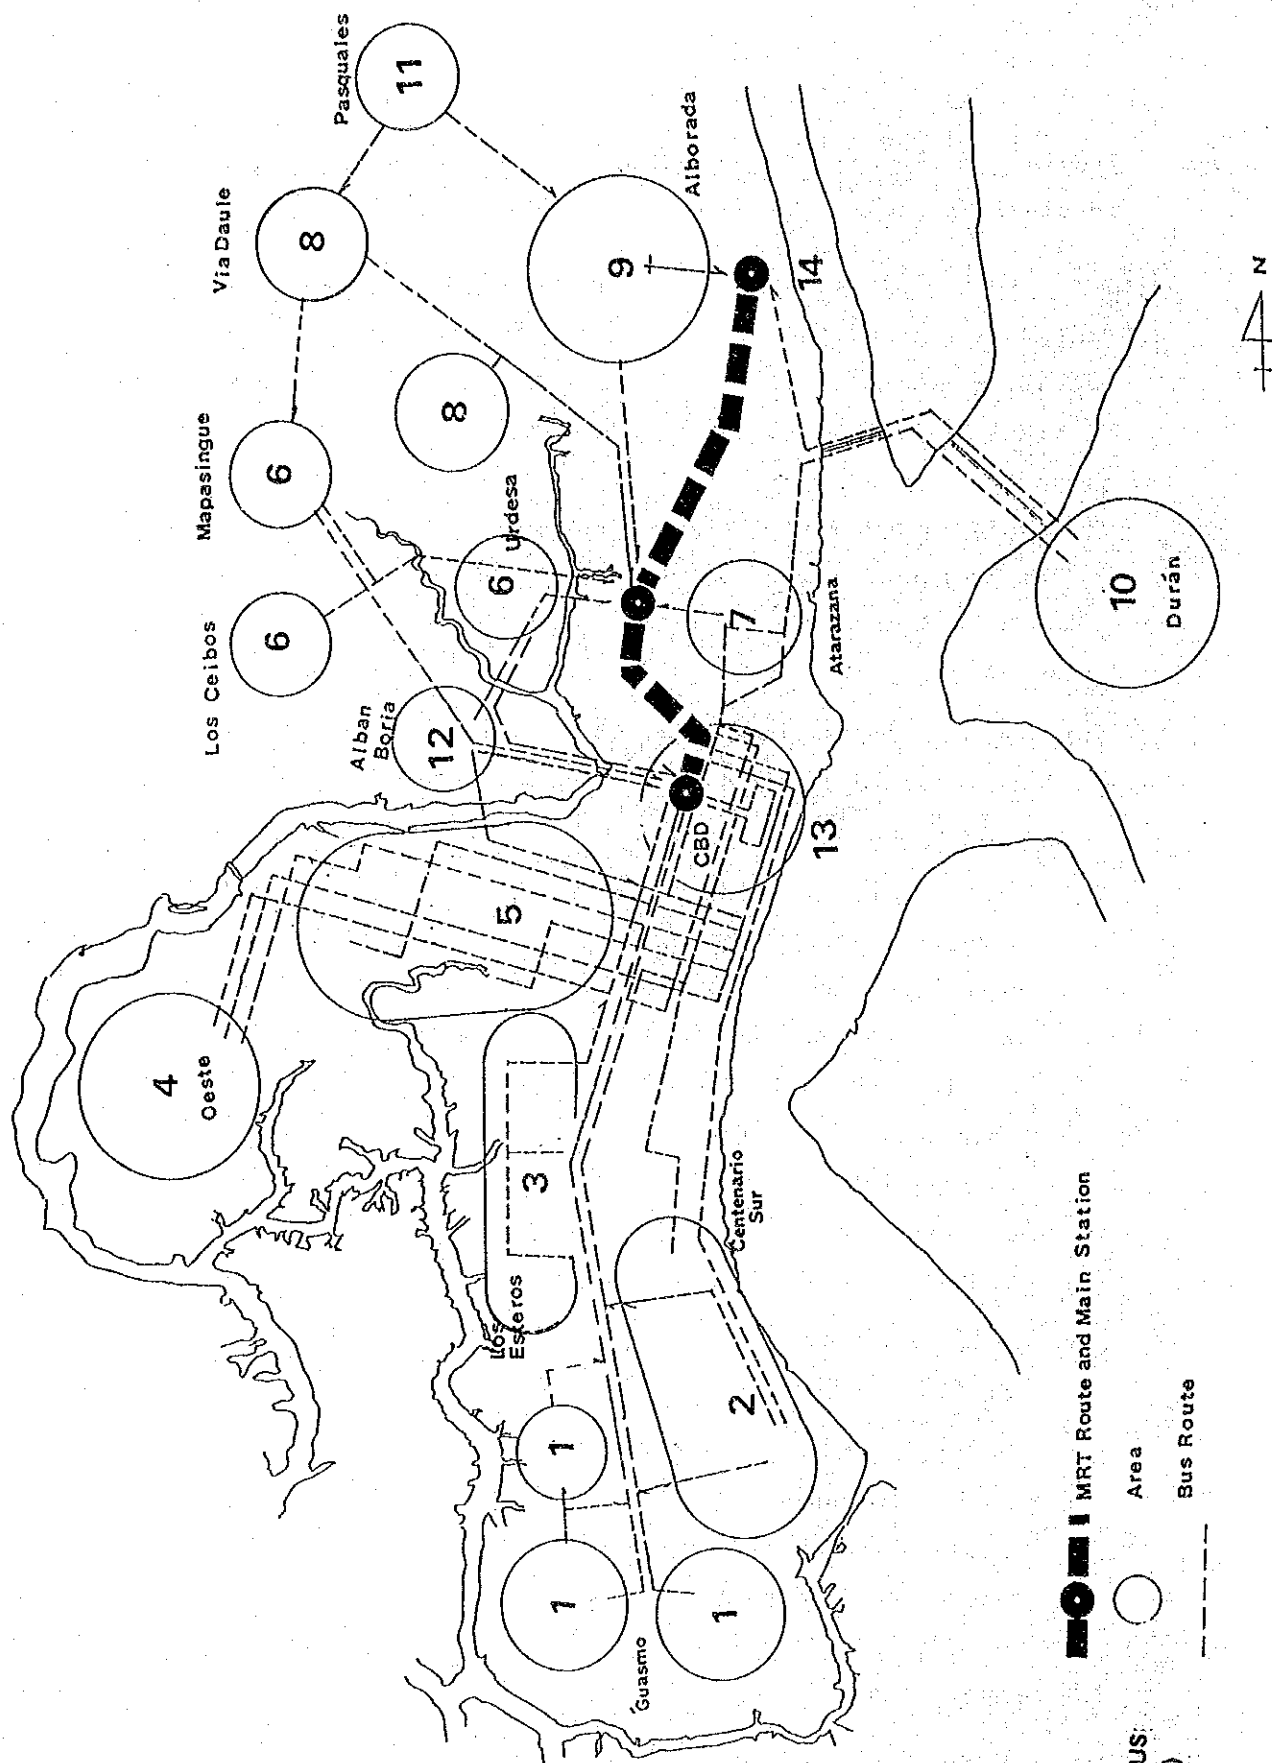 Pasquales
11
Via Daule
8
Mapasingue
6
8
9
Alborada
14
Los Ceibos
6
6
urdesa
Alban
Borja
12
7
Atarazana
10
Durán
CBD
13
5
4
Oeste
3
Los
Esteros
Centenario
Sur
2
1
1
1
Guasmo
MRT Route and Main Station
Area
Bus Route
N
US:
)